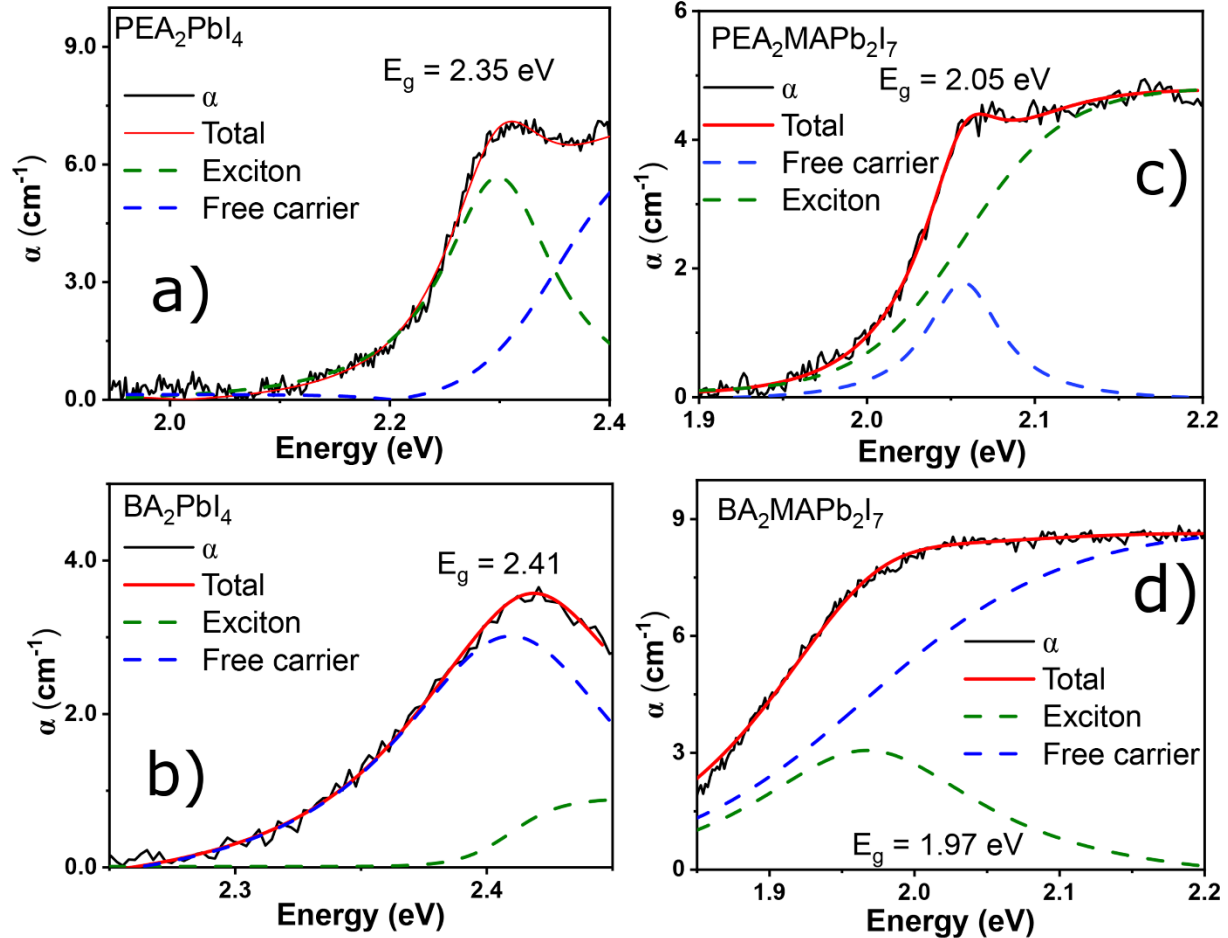 PEA₂PbI₄
E_g = 2.35 eV
α
Total
Exciton
Free carrier
a)
9.0
6.0
3.0
0.0
α (cm⁻¹)
2.0
2.2
2.4
Energy (eV)
PEA₂MAPb₂I₇
E_g = 2.05 eV
α
Total
Free carrier
Exciton
c)
6
4
2
0
α (cm⁻¹)
1.9
2.0
2.1
2.2
Energy (eV)
BA₂PbI₄
E_g = 2.41
α
Total
Exciton
Free carrier
b)
4.0
2.0
0.0
α (cm⁻¹)
2.3
2.4
Energy (eV)
BA₂MAPb₂I₇
d)
α
Total
Exciton
Free carrier
E_g = 1.97 eV
9
6
3
0
α (cm⁻¹)
1.9
2.0
2.1
2.2
Energy (eV)